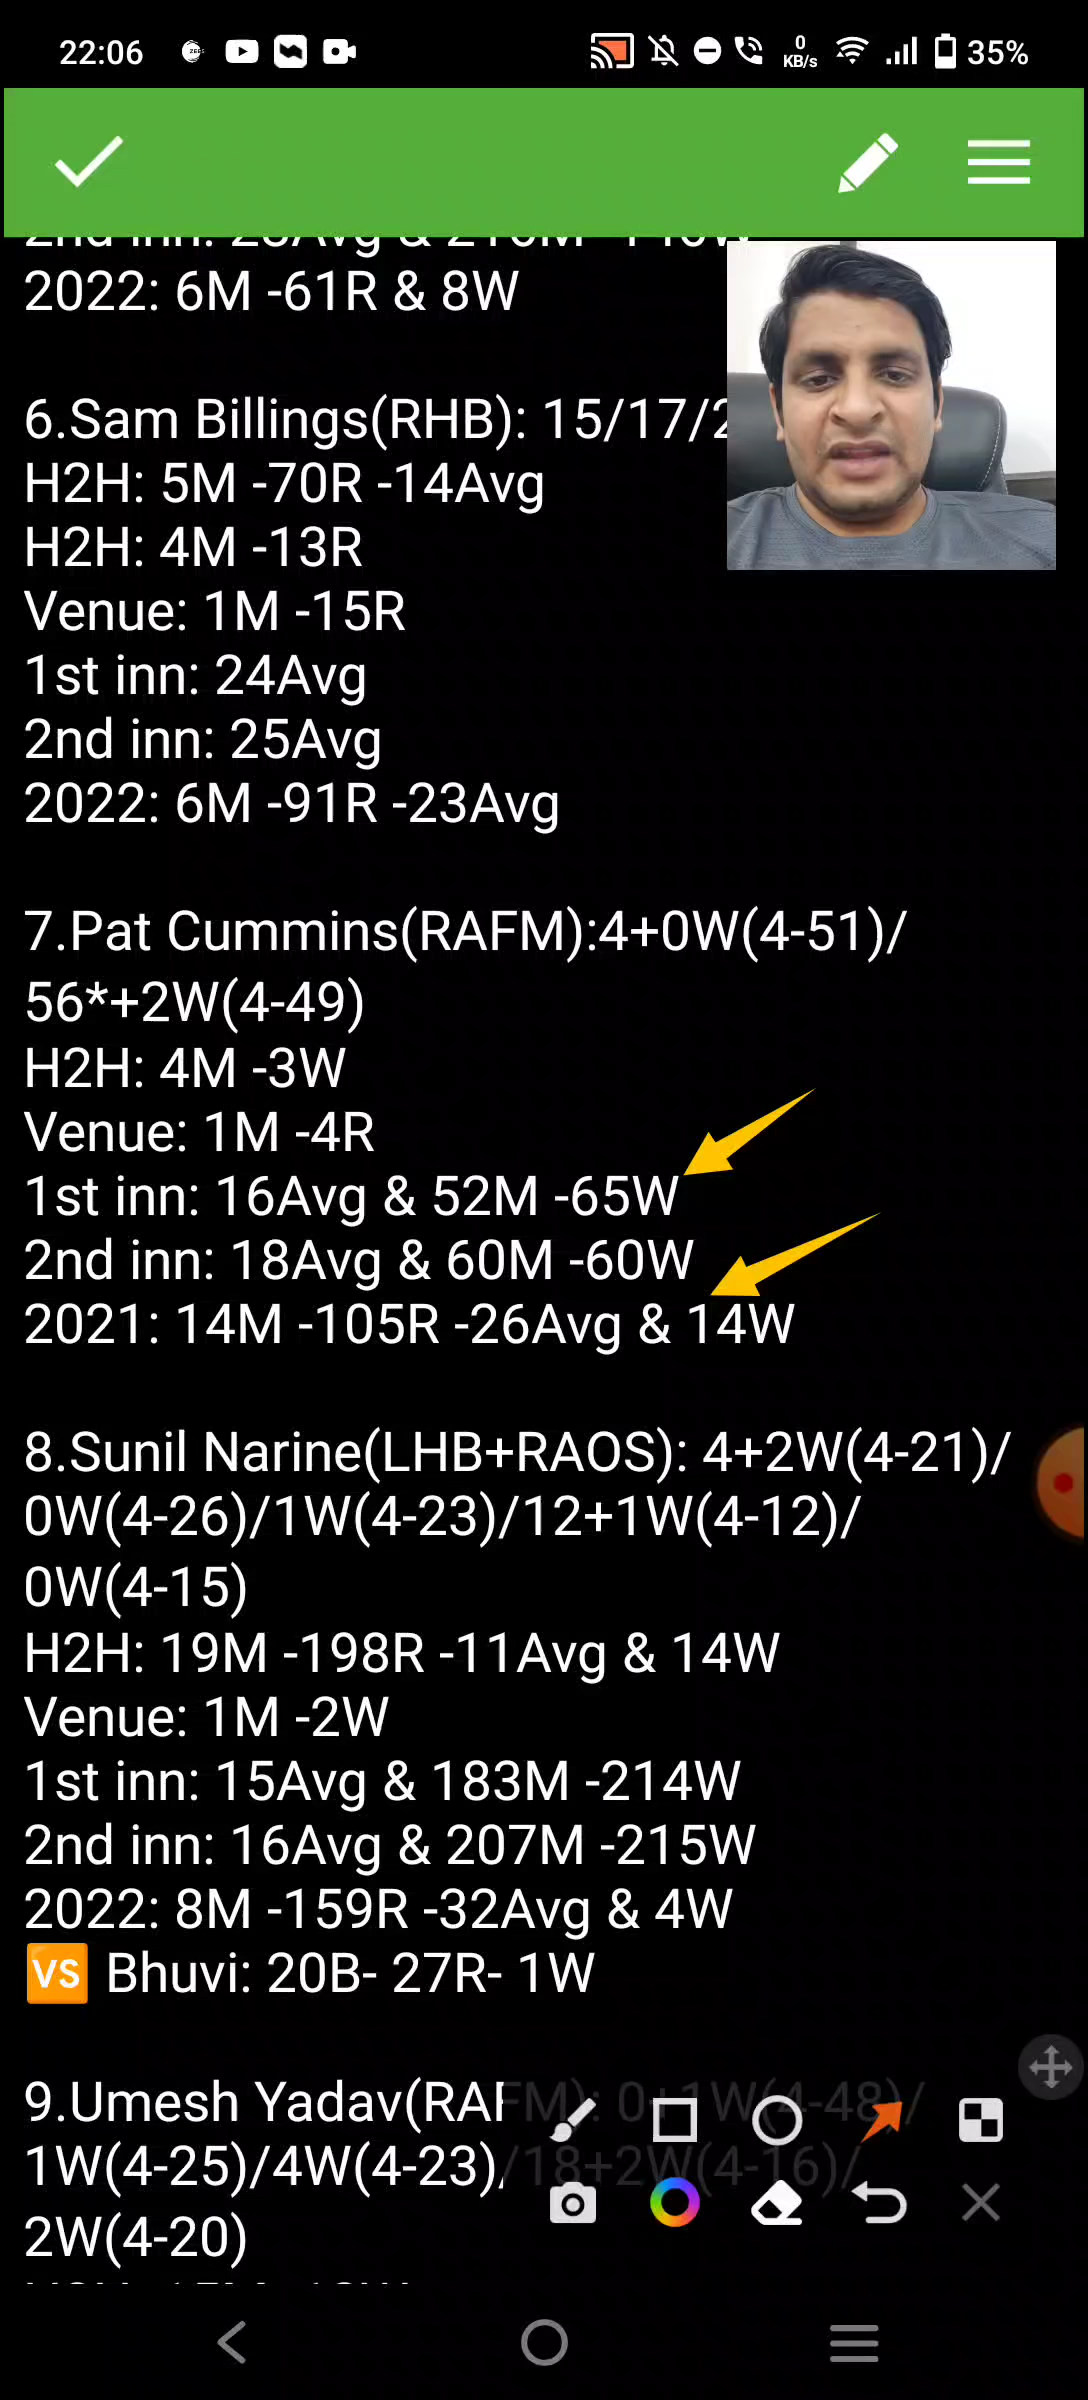 22:06
0
KB/s
35%
2022: 6M -61R & 8W
6.Sam Billings(RHB): 15/17/2
H2H: 5M -70R -14Avg
H2H: 4M -13R
Venue: 1M -15R
1st inn: 24Avg
2nd inn: 25Avg
2022: 6M -91R -23Avg
7.Pat Cummins(RAFM):4+0W(4-51)/
56*+2W(4-49)
H2H: 4M -3W
Venue: 1M -4R
1st inn: 16Avg & 52M -65W
2nd inn: 18Avg & 60M -60W
2021: 14M -105R -26Avg & 14W
8.Sunil Narine(LHB+RAOS): 4+2W(4-21)/
0W(4-26)/1W(4-23)/12+1W(4-12)/
0W(4-15)
H2H: 19M -198R -11Avg & 14W
Venue: 1M -2W
1st inn: 15Avg & 183M -214W
2nd inn: 16Avg & 207M -215W
2022: 8M -159R -32Avg & 4W
VS Bhuvi: 20B- 27R- 1W
9.Umesh Yadav(RAFM): 0+1W(4-48)/
1W(4-25)/4W(4-23)/18+2W(4-16)/
2W(4-20)